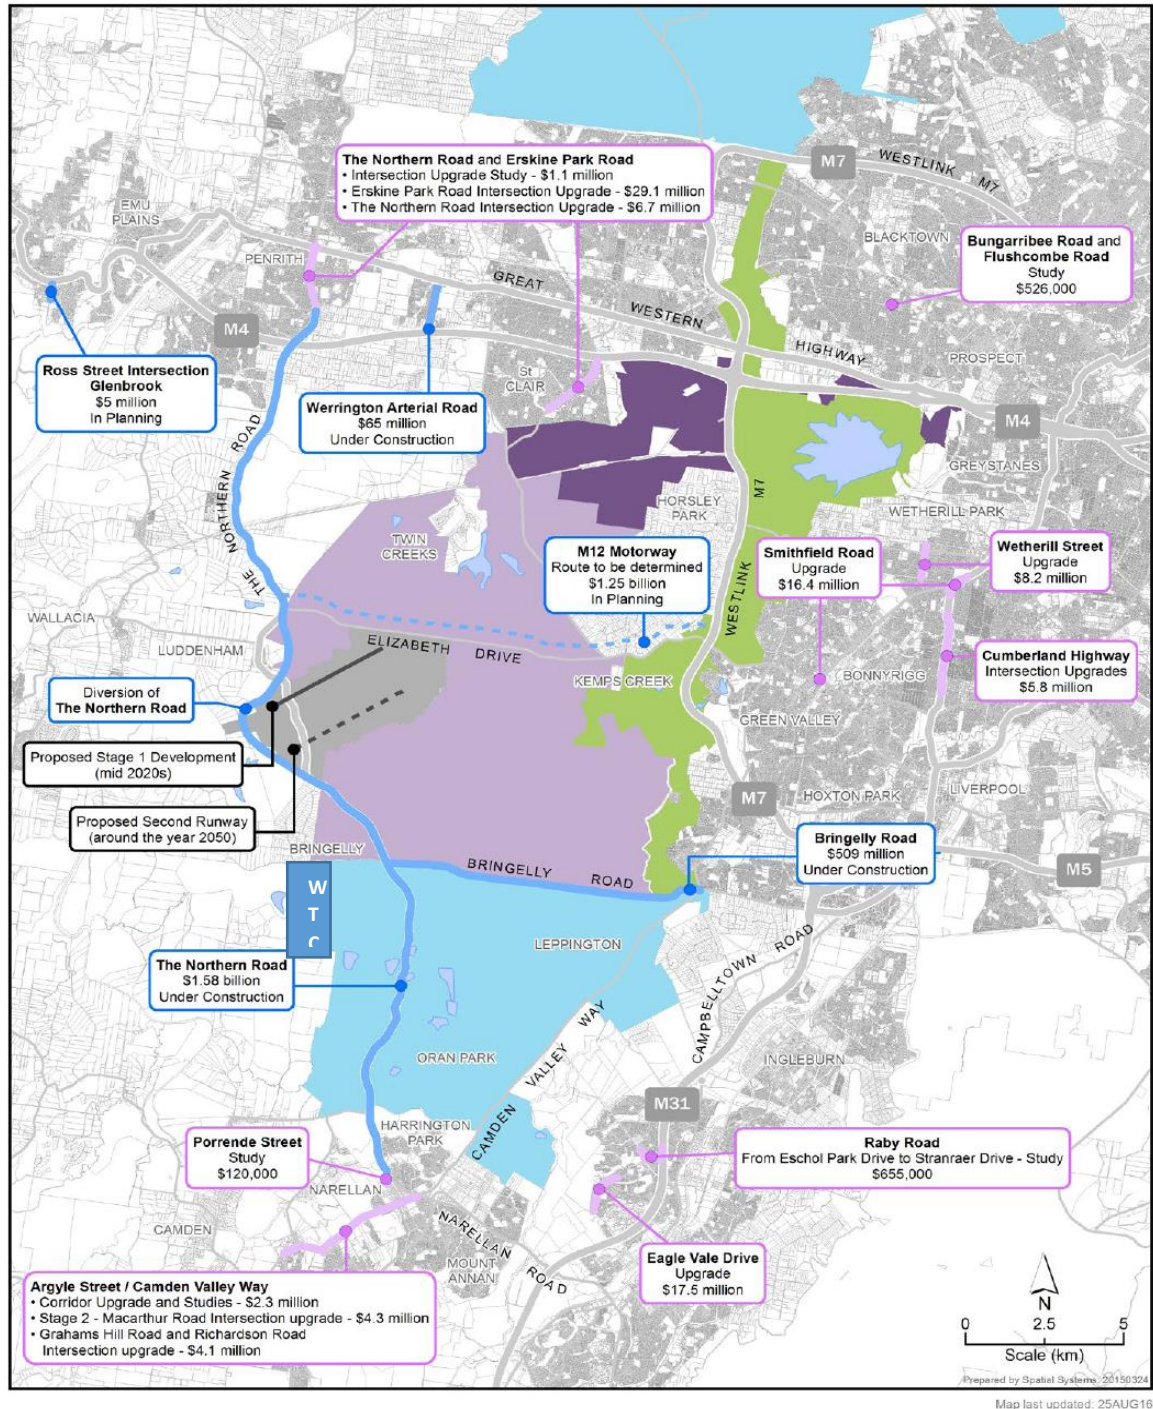 The Northern Road and Erskine Park Road
• Intersection Upgrade Study - $1.1 million
• Erskine Park Road Intersection Upgrade - $29.1 million
• The Northern Road Intersection Upgrade - $6.7 million
M7
WESTLINK M7
EMU
PLAINS
BLACKTOWN
Bungarribee Road and
Flushcombe Road
Study
$526,000
PENRITH
GREAT WESTERN HIGHWAY
M4
PROSPECT
Ross Street Intersection
Glenbrook
$5 million
In Planning
St
CLAIR
Werrington Arterial Road
$65 million
Under Construction
M4
THE NORTHERN ROAD
GREYSTANES
HORSLEY
PARK
WESTLINK M7
WETHERILL PARK
TWIN
CREEKS
M12 Motorway
Route to be determined
$1.25 billion
In Planning
Smithfield Road
Upgrade
$16.4 million
Wetherill Street
Upgrade
$8.2 million
WALLACIA
LUDDENHAM
ELIZABETH DRIVE
Cumberland Highway
Intersection Upgrades
$5.8 million
KEMPS CREEK
BONNYRIGG
Diversion of
The Northern Road
GREEN VALLEY
Proposed Stage 1 Development
(mid 2020s)
M7
HOXTON PARK
LIVERPOOL
Proposed Second Runway
(around the year 2050)
BRINGELLY
BRINGELLY ROAD
Bringelly Road
$509 million
Under Construction
M5
W
T
C
LEPPINGTON
CAMPBELLTOWN ROAD
The Northern Road
$1.58 billion
Under Construction
CAMDEN VALLEY WAY
ORAN PARK
INGLEBURN
M31
HARRINGTON
PARK
Porrende Street
Study
$120,000
Raby Road
From Eschol Park Drive to Stranraer Drive - Study
$655,000
NARELLAN
CAMDEN
NARELLAN ROAD
MOUNT
ANNAN
Eagle Vale Drive
Upgrade
$17.5 million
Argyle Street / Camden Valley Way
• Corridor Upgrade and Studies - $2.3 million
• Stage 2 - Macarthur Road Intersection upgrade - $4.3 million
• Grahams Hill Road and Richardson Road
Intersection upgrade - $4.1 million
N
0 2.5 5
Scale (km)
Prepared by Spatial Systems: 20150324
Map last updated: 25AUG16